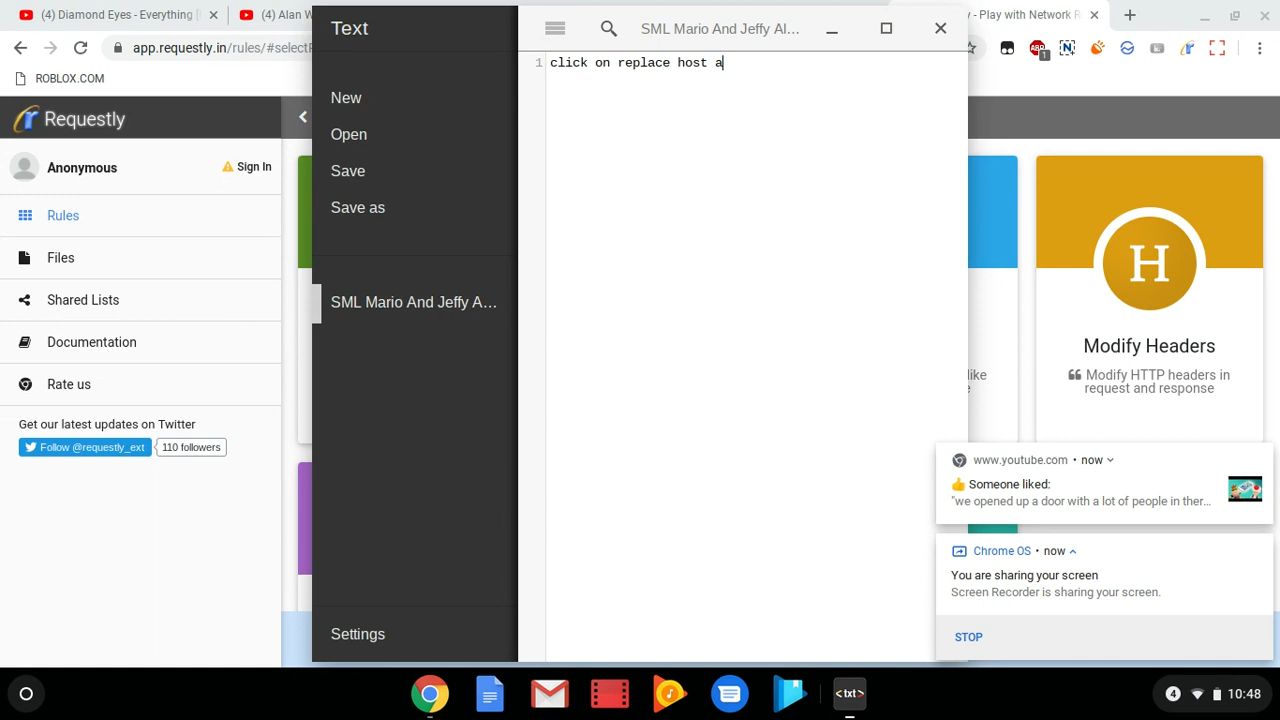 (4) Diamond Eyes - Everything [
(4) Alan W
- Play with Network R
app.requestly.in/rules/#select
ROBLOX.COM
1
Requestly
Anonymous
Sign In
Rules
Files
Shared Lists
Documentation
Rate us
Get our latest updates on Twitter
Follow @requestly_ext
110 followers
Text
New
Open
Save
Save as
SML Mario And Jeffy A...
Settings
SML Mario And Jeffy Al...
1 click on replace host a
like
e
H
Modify Headers
Modify HTTP headers in
request and response
www.youtube.com • now
Someone liked:
"we opened up a door with a lot of people in ther...
Chrome OS • now
You are sharing your screen
Screen Recorder is sharing your screen.
STOP
<txt>
4
10:48